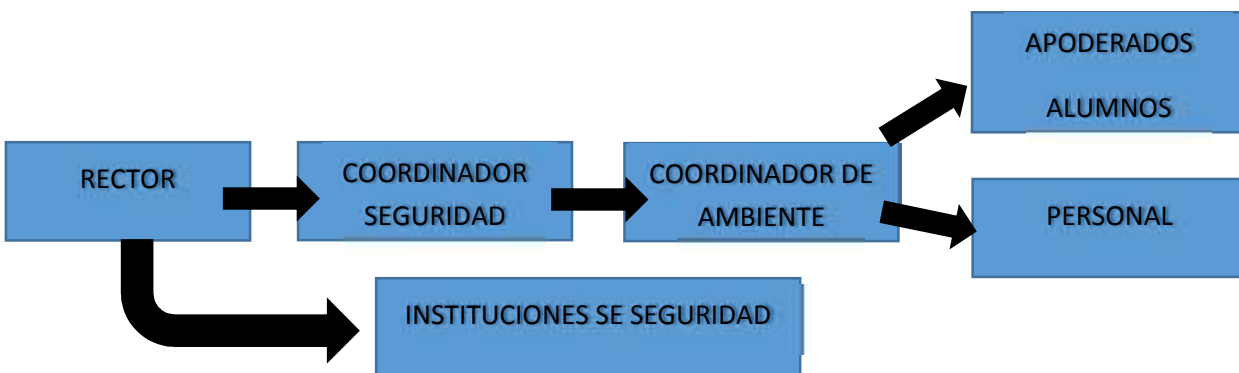 RECTOR
COORDINADOR
SEGURIDAD
COORDINADOR DE
AMBIENTE
APODERADOS
ALUMNOS
PERSONAL
INSTITUCIONES SE SEGURIDAD